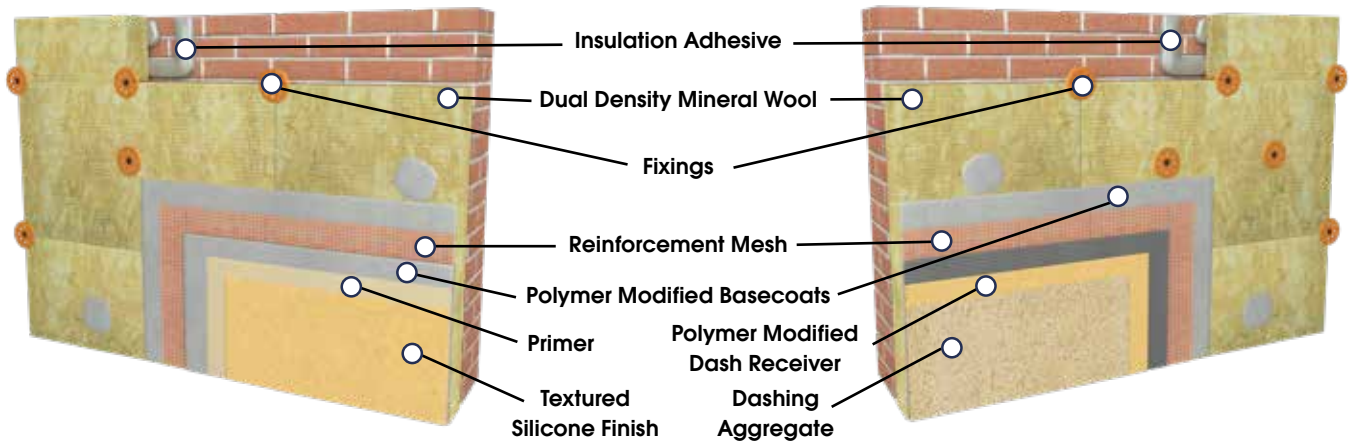 Insulation Adhesive
Dual Density Mineral Wool
Fixings
Reinforcement Mesh
Polymer Modified Basecoats
Primer
Polymer Modified
Dash Receiver
Textured
Silicone Finish
Dashing
Aggregate